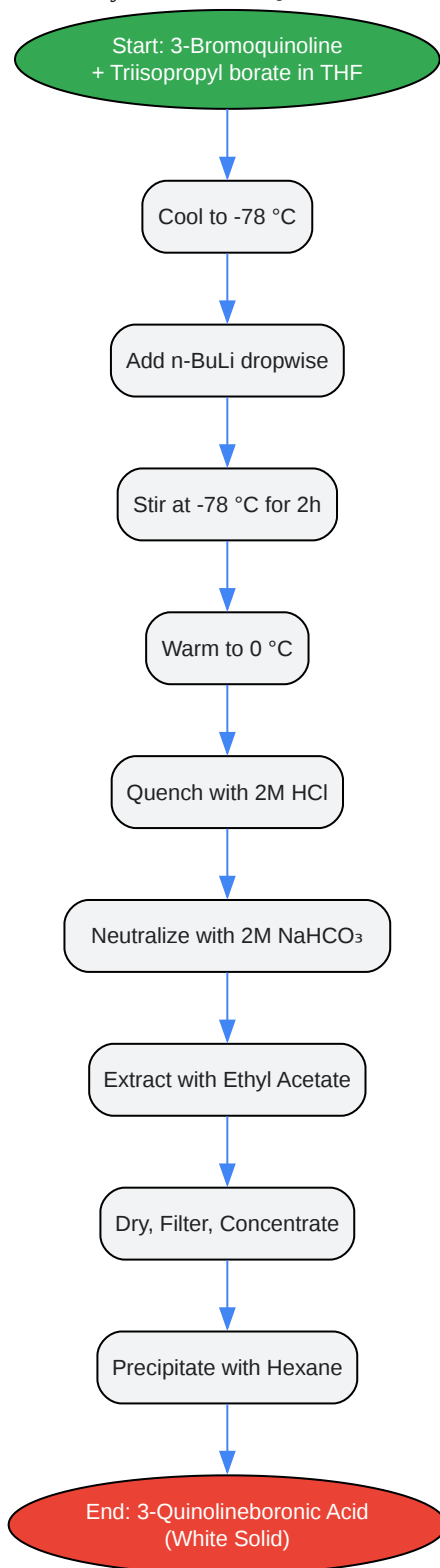 Start: 3-Bromoquinoline
+ Triisopropyl borate in THF
Cool to -78 °C
Add n-BuLi dropwise
Stir at -78 °C for 2h
Warm to 0 °C
Quench with 2M HCl
Neutralize with 2M NaHCO₃
Extract with Ethyl Acetate
Dry, Filter, Concentrate
Precipitate with Hexane
End: 3-Quinolineboronic Acid
(White Solid)